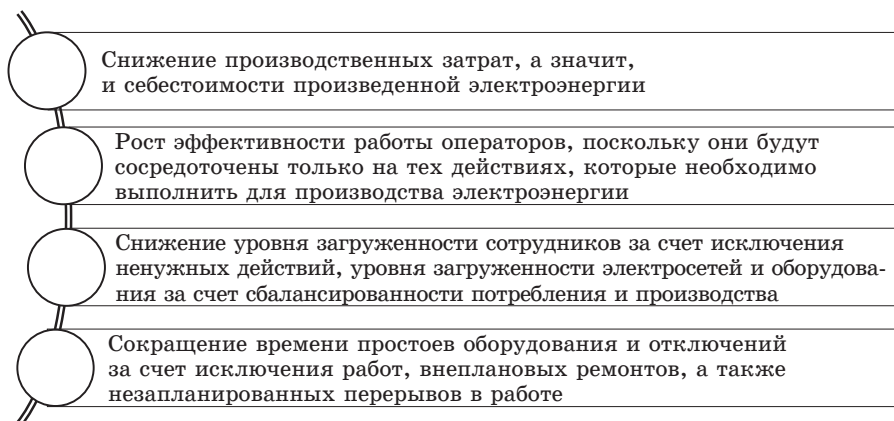 Снижение производственных затрат, а значит,
и себестоимости произведенной электроэнергии
Рост эффективности работы операторов, поскольку они будут
сосредоточены только на тех действиях, которые необходимо
выполнить для производства электроэнергии
Снижение уровня загруженности сотрудников за счет исключения
ненужных действий, уровня загруженности электросетей и оборудова-
ния за счет сбалансированности потребления и производства
Сокращение времени простоев оборудования и отключений
за счет исключения работ, внеплановых ремонтов, а также
незапланированных перерывов в работе